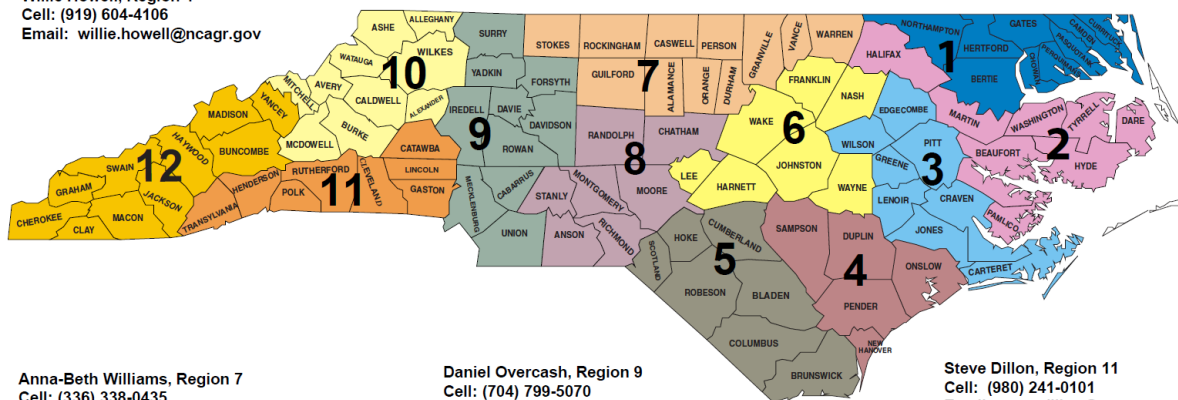 Cell: (919) 604-4106
Email: willie.howell@ncagr.gov
ASHE
ALLEGHANY
SURRY
STOKES
ROCKINGHAM
CASWELL
PERSON
GRANVILLE
VANCE
WARREN
NORTHAMPTON
GATES
CURRITUCK
CAMDEN
PASQUOTANK
PERQUIMANS
CHOWAN
HERTFORD
BERTIE
HALIFAX
1
WATAUGA
WILKES
10
YADKIN
FORSYTH
GUILFORD
7
ALAMANCE
ORANGE
DURHAM
FRANKLIN
NASH
EDGECOMBE
MARTIN
WASHINGTON
TYRRELL
DARE
MITCHELL
AVERY
CALDWELL
ALEXANDER
IREDELL
DAVIE
9
DAVIDSON
RANDOLPH
CHATHAM
WAKE
6
WILSON
PITT
BEAUFORT
2
HYDE
YANCEY
MADISON
BURKE
MCDOWELL
CATAWBA
ROWAN
8
JOHNSTON
GREENE
3
HAYWOOD
BUNCOMBE
SWAIN
12
RUTHERFORD
CLEVELAND
LINCOLN
GASTON
MECKLENBURG
CABARRUS
STANLY
MONTGOMERY
MOORE
LEE
HARNETT
WAYNE
LENOIR
CRAVEN
PAMLICO
GRAHAM
JACKSON
HENDERSON
POLK
11
TRANSYLVANIA
CHEROKEE
CLAY
MACON
UNION
ANSON
RICHMOND
SCOTLAND
HOKE
CUMBERLAND
5
SAMPSON
DUPLIN
4
JONES
ONSLOW
CARTERET
ROBESON
BLADEN
PENDER
COLUMBUS
NEW
HANOVER
BRUNSWICK
Anna-Beth Williams, Region 7
Cell: (336) 338-0435
Daniel Overcash, Region 9
Cell: (704) 799-5070
Steve Dillon, Region 11
Cell: (980) 241-0101